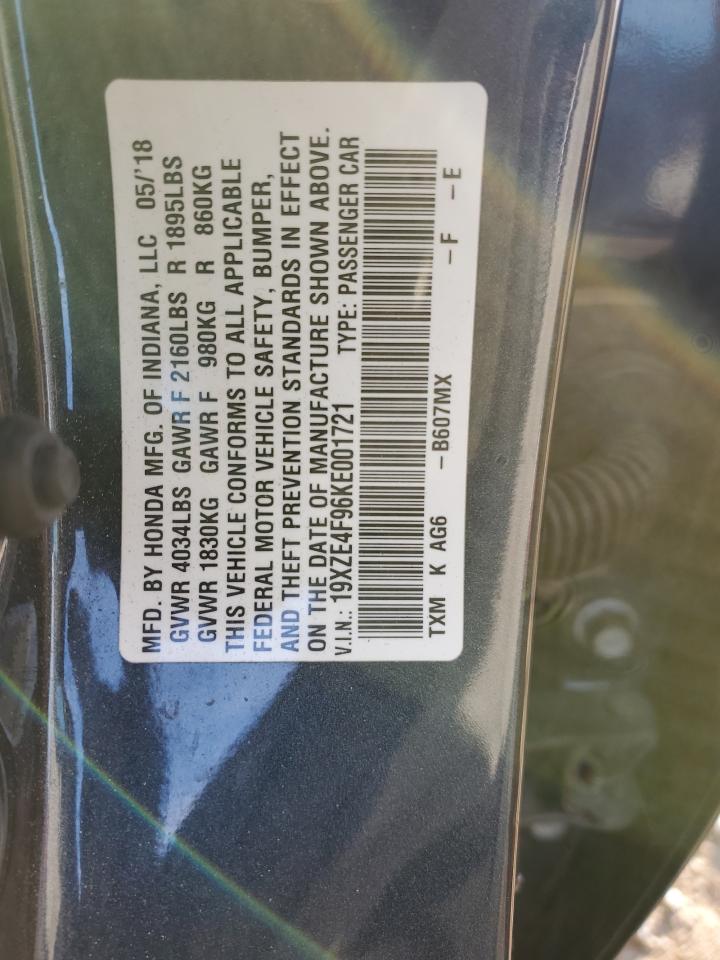 MFD. BY HONDA MFG. OF INDIANA, LLC 05/'18
GVWR 4034LBS GAWR F 2160LBS R 1895LBS
GVWR 1830KG GAWR F 980KG R 860KG
THIS VEHICLE CONFORMS TO ALL APPLICABLE
FEDERAL MOTOR VEHICLE SAFETY, BUMPER,
AND THEFT PREVENTION STANDARDS IN EFFECT
ON THE DATE OF MANUFACTURE SHOWN ABOVE.
V.I.N.: 19XZE4F96KE001721 TYPE: PASSENGER CAR
TXM K AG6 -B607MX -F -E